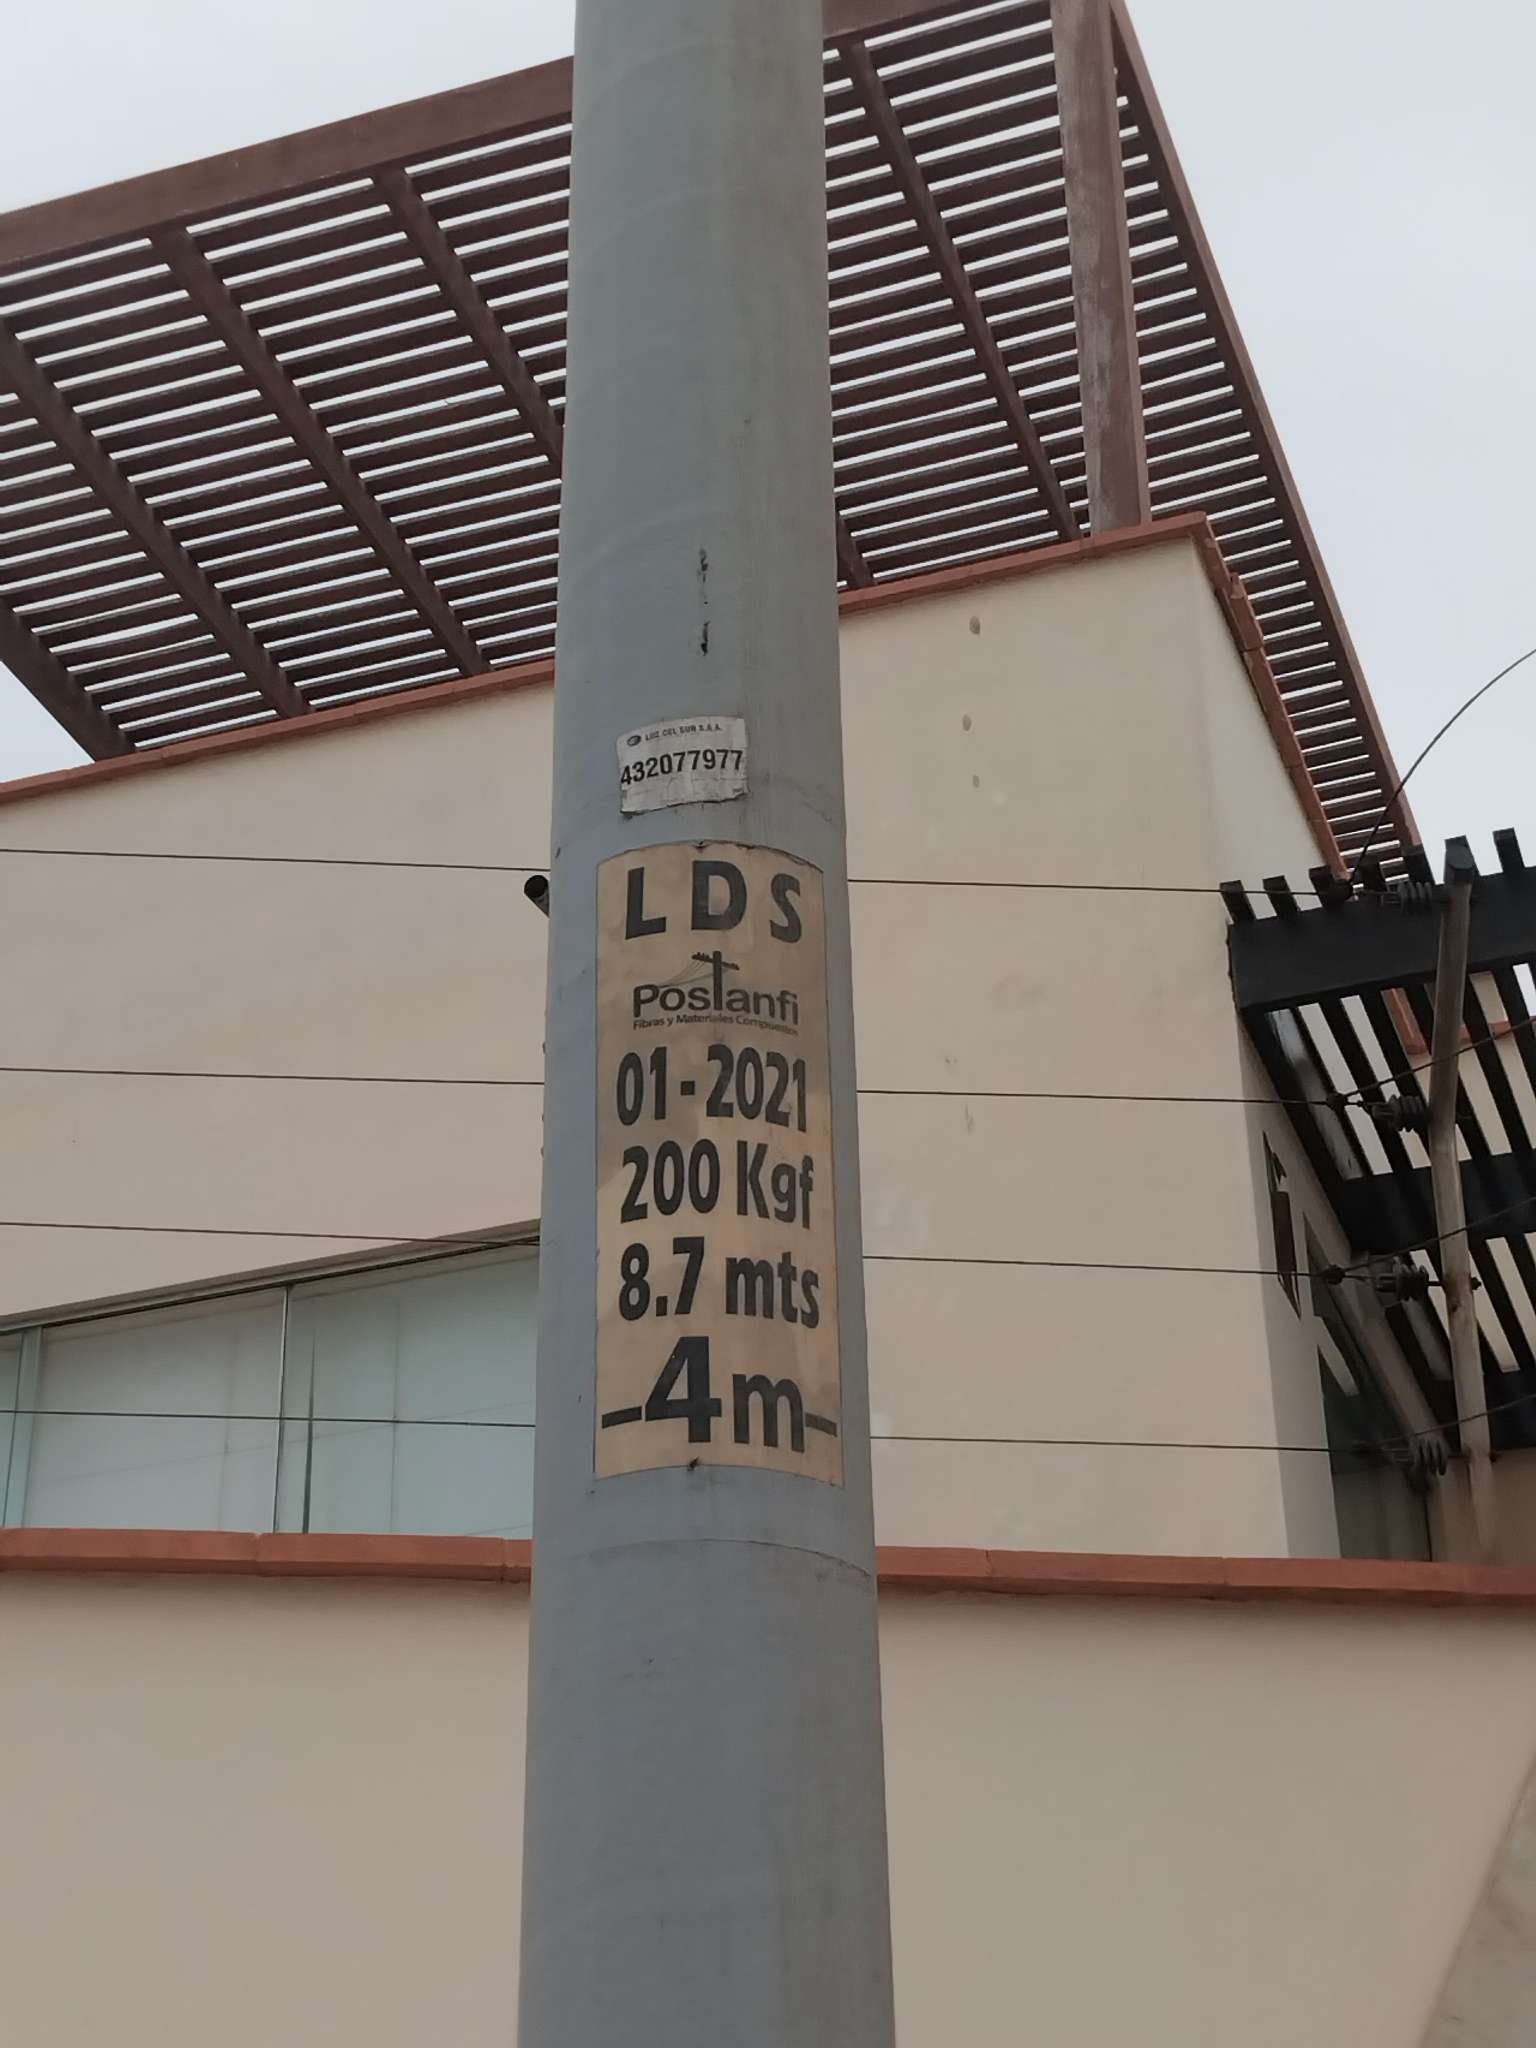 LUZ DEL SUR S.A.A.
432077977
LDS
Postanfi
Fibras y Materiales Compuestos
01-2021
200 Kgf
8.7 mts
-4m-